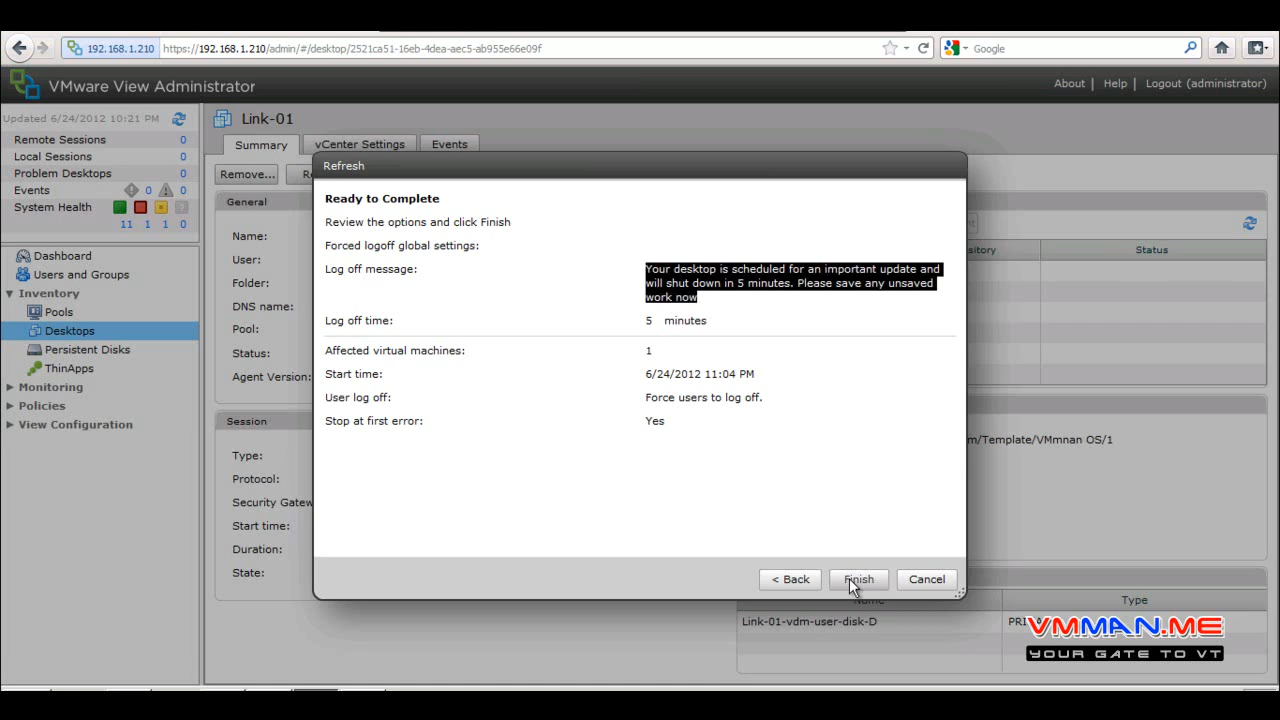 192.168.1.210
https://192.168.1.210/admin/#/desktop/2521ca51-16eb-4dea-aec5-ab955e66e09f
Google
VMware View Administrator
About | Help | Logout (administrator)
Updated 6/24/2012 10:21 PM
Remote Sessions 0
Local Sessions 0
Problem Desktops 0
Events 0 0
System Health
11 1 1 0
Dashboard
Users and Groups
Inventory
Pools
Desktops
Persistent Disks
ThinApps
Monitoring
Policies
View Configuration
Link-01
Summary vCenter Settings Events
Remove...
General
Name:
User:
Folder:
DNS name:
Pool:
Status:
Agent Version:
Session
Type:
Protocol:
Security Gatew
Start time:
Duration:
State:
Refresh
Ready to Complete
Review the options and click Finish
Forced logoff global settings:
Log off message: Your desktop is scheduled for an important update and
will shut down in 5 minutes. Please save any unsaved
work now
Log off time: 5 minutes
Affected virtual machines: 1
Start time: 6/24/2012 11:04 PM
User log off: Force users to log off.
Stop at first error: Yes
< Back Finish Cancel
sitory Status
m/Template/VMmnan OS/1
Name Type
Link-01-vdm-user-disk-D
VMMAN.ME
YOUR GATE TO VT